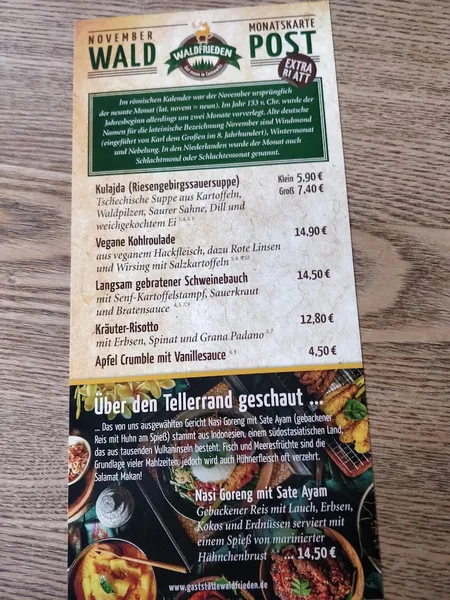 NOVEMBER
WALD
WALDFRIEDEN
MONATSKARTE
POST
EXTRA
BLATT
Im römischen Kalender war der November ursprünglich
der neunte Monat (lat. novem = neun). Im Jahr 153 v. Chr. wurde der
Jahresbeginn allerdings um zwei Monate vorverlegt. Alte deutsche
Namen für die lateinische Bezeichnung November sind Windmond
(eingeführt von Karl dem Großen im 8. Jahrhundert), Wintermonat
und Nebelung. In den Niederlanden wurde der Monat auch
Schlachtmond oder Schlachtemonat genannt.
Kulajda (Riesengebirgssauersuppe) Klein 5.90 €
Tschechische Suppe aus Kartoffeln, Groß 7.40 €
Waldpilzen, Saurer Sahne, Dill und
weichgekochtem Ei
Vegane Kohlroulade 14,90 €
aus veganem Hackfleisch, dazu Rote Linsen
und Wirsing mit Salzkartoffeln
Langsam gebratener Schweinebauch 14,50 €
mit Senf-Kartoffelstampf, Sauerkraut
und Bratensauce
Kräuter-Risotto 12,80 €
mit Erbsen, Spinat und Grana Padano
Apfel Crumble mit Vanillesauce 4,50 €
Über den Tellerrand geschaut ...
... Das von uns ausgewählten Gericht Nasi Goreng mit Sate Ayam (gebackener
Reis mit Huhn am Spieß) stammt aus Indonesien, einem südostasiatischen Land,
das aus tausenden Vulkaninseln besteht. Fisch und Meeresfrüchte sind die
Grundlage vieler Mahlzeiten, jedoch wird auch Hühnerfleisch oft verzehrt.
Salamat Makan!
Nasi Goreng mit Sate Ayam
Gebackener Reis mit Lauch, Erbsen,
Kokos und Erdnüssen serviert mit
einem Spieß von marinierter
Hähnchenbrust ... 14,50 €
www.gaststättewaldfrieden.de